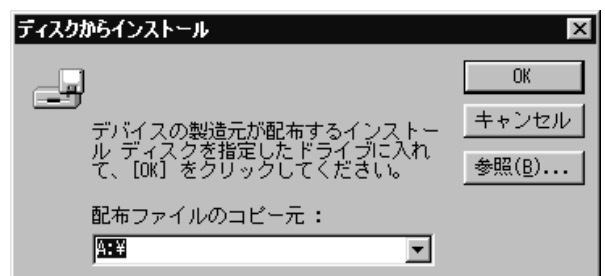 ディスクからインストール
OK
キャンセル
参照(B)...
デバイスの製造元が配布するインストー
ル ディスクを指定したドライブに入れ
て、[OK] をクリックしてください。
配布ファイルのコピー元：
A:¥